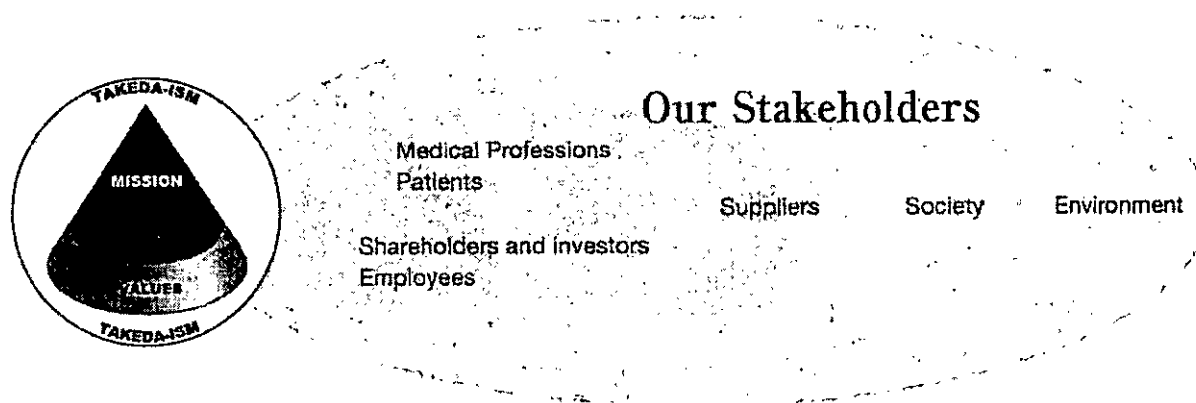 TAKEDA-ISM
MISSION
VALUES
TAKEDA-ISM
Our Stakeholders
Medical Professions
Patients
Shareholders and investors
Employees
Suppliers
Society
Environment